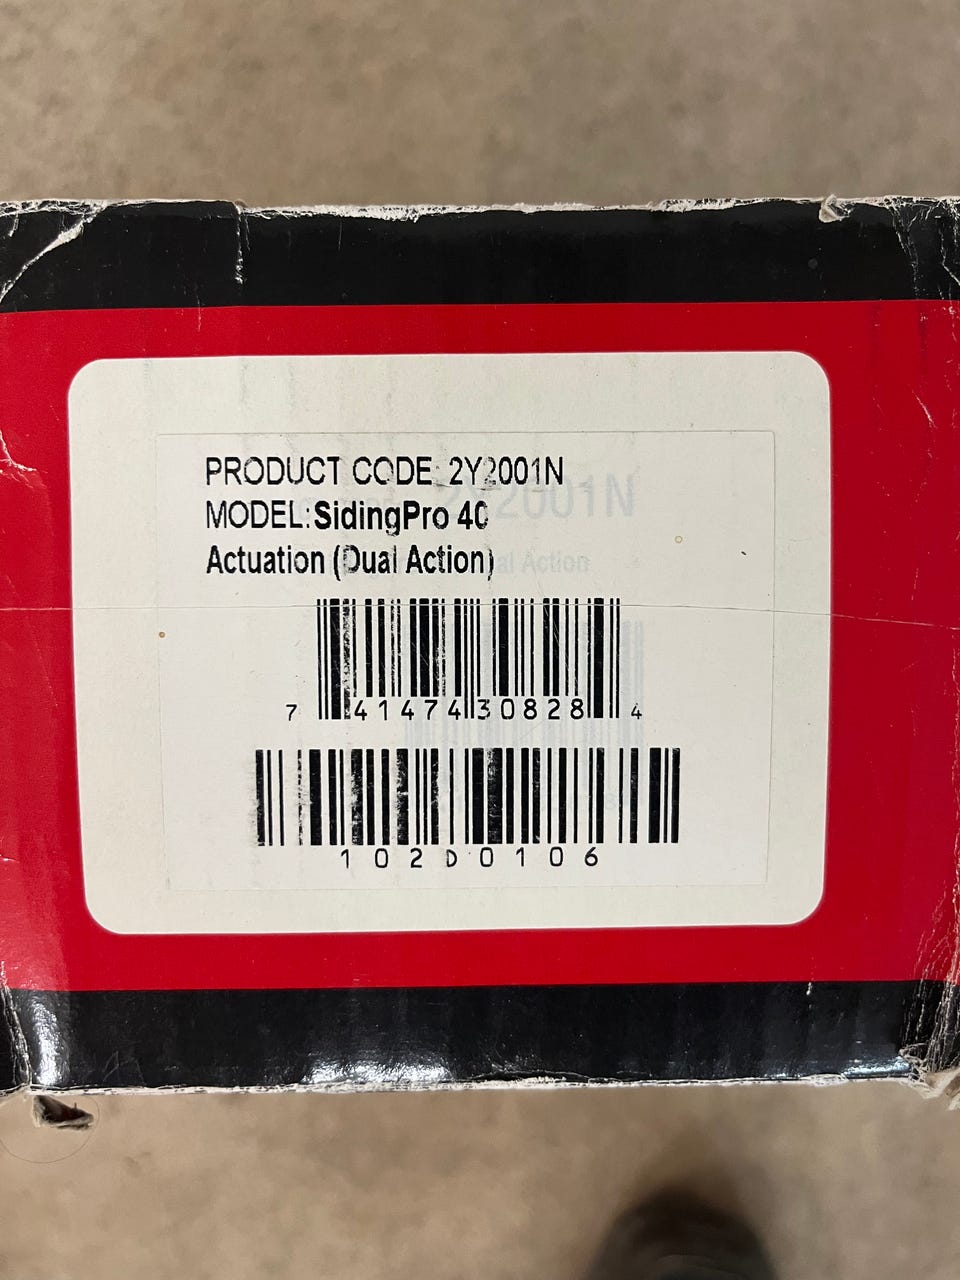 PRODUCT CODE: 2Y2001N
MODEL:SidingPro 40
Actuation (Dual Action)
7 41474 30828 4
102D0106